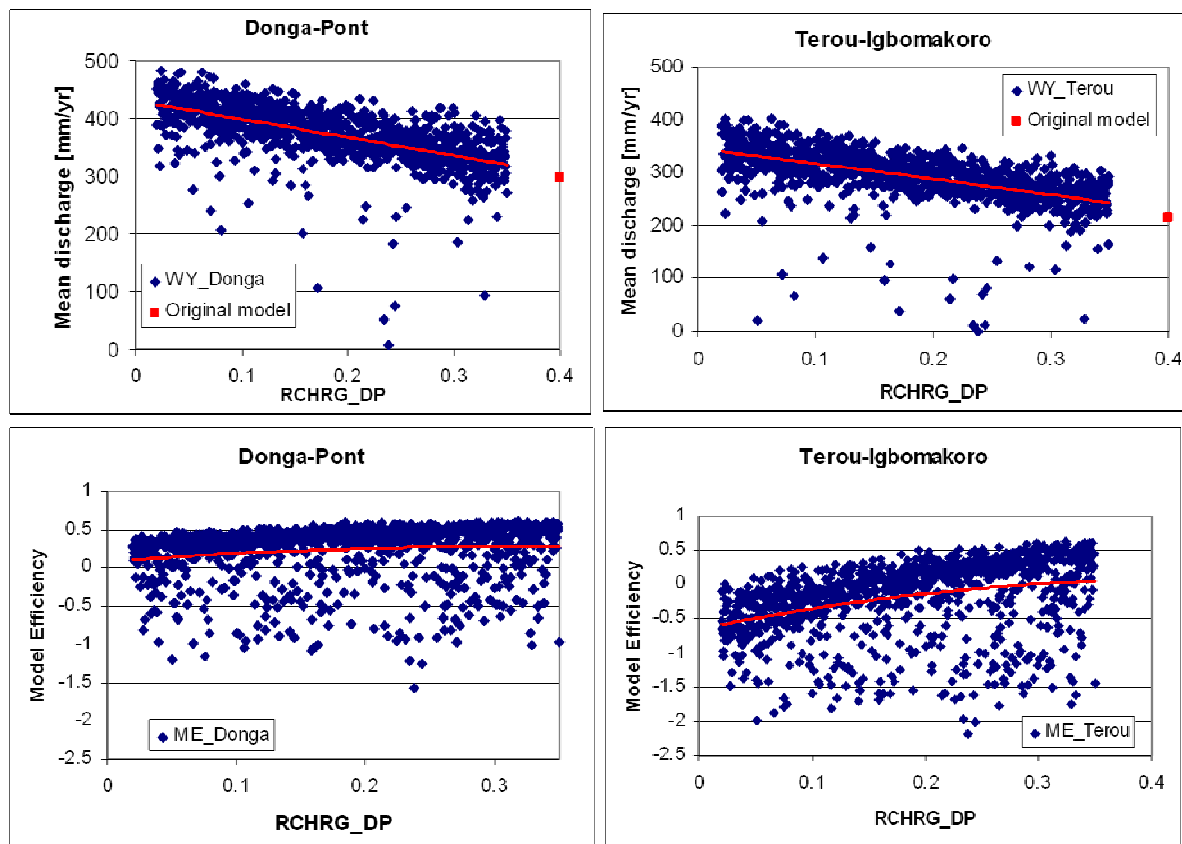 Donga-Pont
Mean discharge [mm/yr]
500
400
300
200
100
0
WY_Donga
Original model
0
0.1
0.2
0.3
0.4
RCHRG_DP
Terou-Igbomakoro
Mean discharge [mm/yr]
500
400
300
200
100
0
WY_Terou
Original model
0
0.1
0.2
0.3
0.4
RCHRG_DP
Donga-Pont
Model Efficiency
1
0.5
0
-0.5
-1
-1.5
-2
-2.5
ME_Donga
0
0.1
0.2
0.3
RCHRG_DP
Terou-Igbomakoro
Model Efficiency
1
0.5
0
-0.5
-1
-1.5
-2
-2.5
ME_Terou
0
0.1
0.2
0.3
0.4
RCHRG_DP